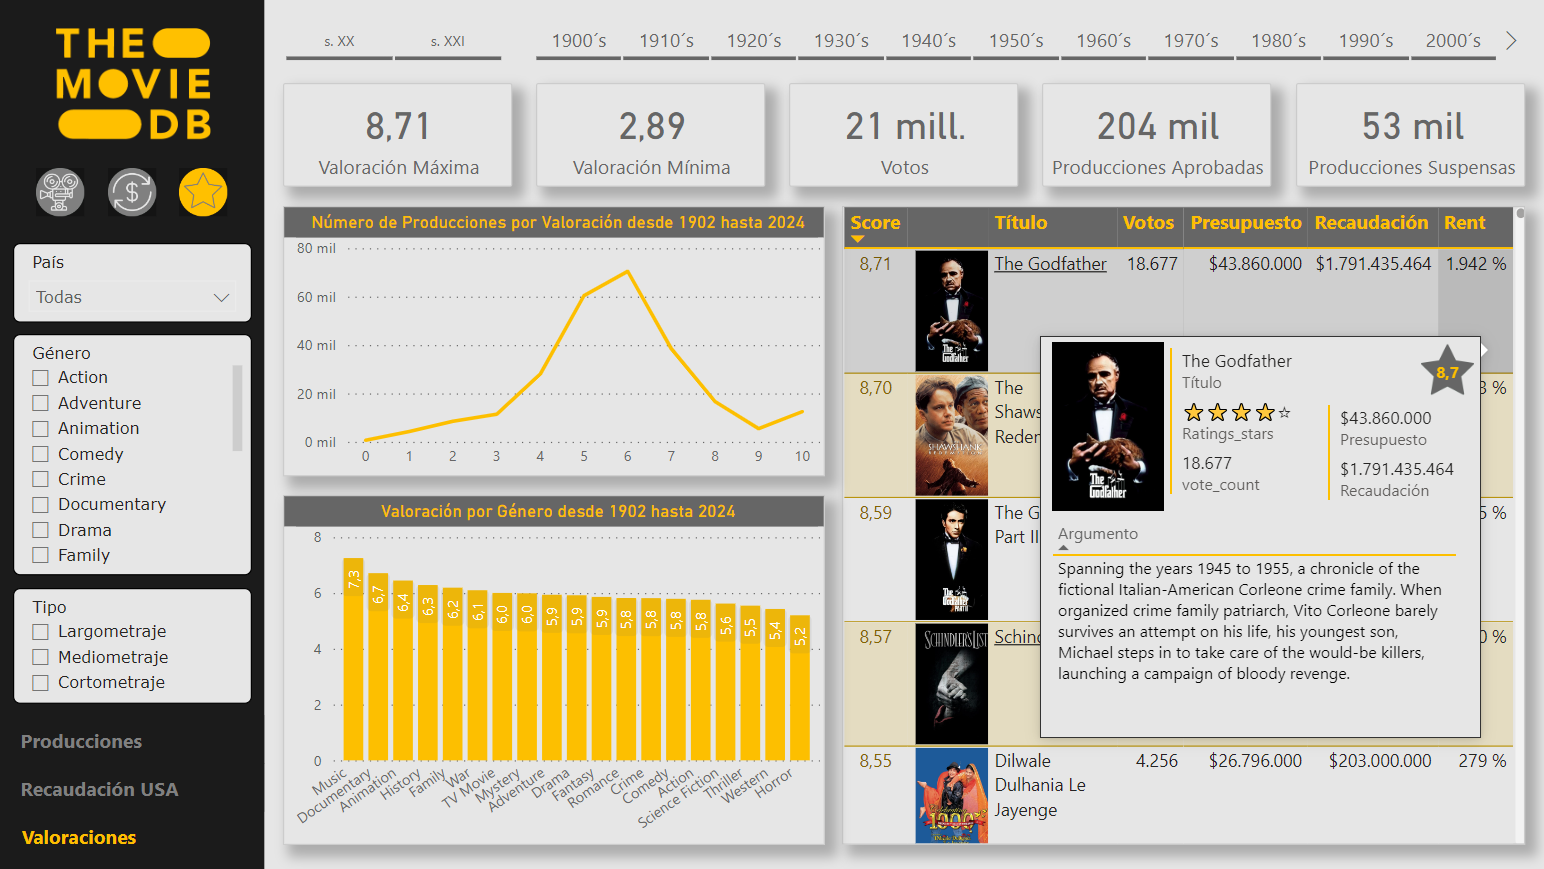 THE
MOVIE
DB
País
Todas
Género
Action
Adventure
Animation
Comedy
Crime
Documentary
Drama
Family
Tipo
Largometraje
Mediometraje
Cortometraje
Producciones
Recaudación USA
Valoraciones
s. XX s. XXI 1900´s 1910´s 1920´s 1930´s 1940´s 1950´s 1960´s 1970´s 1980´s 1990´s 2000´s
8,71
Valoración Máxima
2,89
Valoración Mínima
21 mill.
Votos
204 mil
Producciones Aprobadas
53 mil
Producciones Suspensas
Número de Producciones por Valoración desde 1902 hasta 2024
80 mil
60 mil
40 mil
20 mil
0 mil
0 1 2 3 4 5 6 7 8 9 10
Valoración por Género desde 1902 hasta 2024
8
6
4
2
0
7,3 6,7 6,4 6,3 6,2 6,1 6,0 6,0 5,9 5,9 5,9 5,8 5,8 5,8 5,8 5,6 5,5 5,4 5,2
Music Documentary Animation History Family War TV Movie Mystery Adventure Drama Fantasy Romance Crime Comedy Action Science Fiction Thriller Western Horror
Score Título Votos Presupuesto Recaudación Rent
8,71 The Godfather 18.677 $43.860.000 $1.791.435.464 1.942 %
The
Godfather
8,70 The
Shaws
Reder
3 %
SHAWSHANK
8,59 The G
Part II
5 %
The
Godfather
PART II
8,57 Schind
0 %
SCHINDLER'S LIST
8,55 Dilwale
Dulhania Le
Jayenge
4.256 $26.796.000 $203.000.000 279 %
1000
The
Godfather
The Godfather
Título
8,7
Ratings_stars
18.677
vote_count
$43.860.000
Presupuesto
$1.791.435.464
Recaudación
Argumento
Spanning the years 1945 to 1955, a chronicle of the
fictional Italian-American Corleone crime family. When
organized crime family patriarch, Vito Corleone barely
survives an attempt on his life, his youngest son,
Michael steps in to take care of the would-be killers,
launching a campaign of bloody revenge.